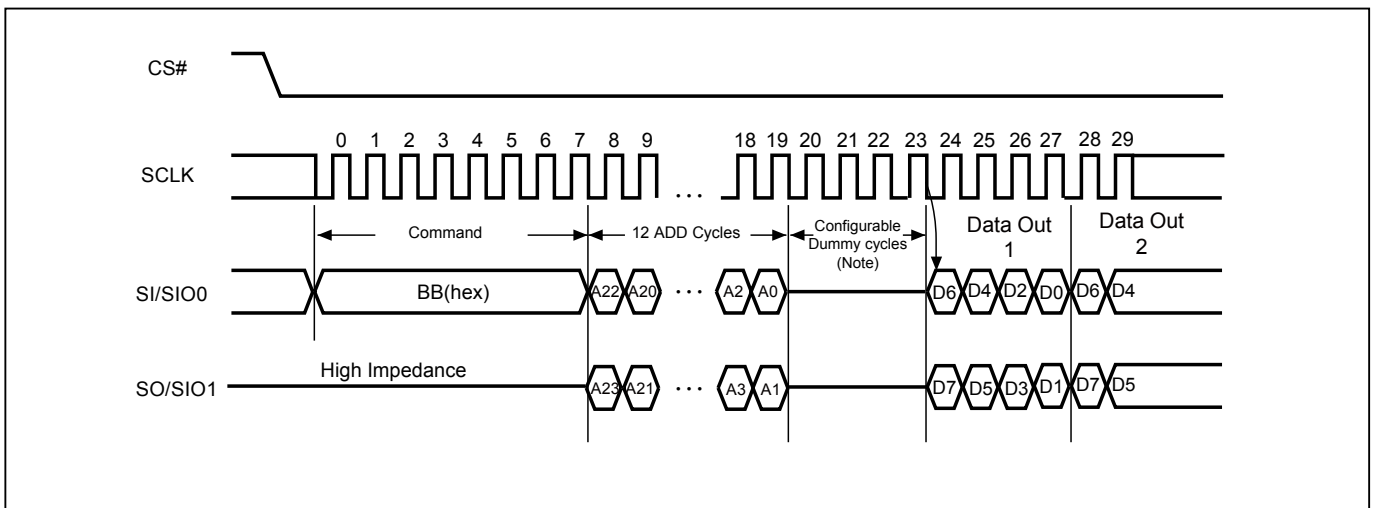 CS#
0 1 2 3 4 5 6 7 8 9 18 19 20 21 22 23 24 25 26 27 28 29
SCLK
...
Command
12 ADD Cycles
Configurable
Dummy cycles
(Note)
Data Out
1
Data Out
2
SI/SIO0
BB(hex)
A22 A20 ... A2 A0
D6 D4 D2 D0 D6 D4
High Impedance
SO/SIO1
A23 A21 ... A3 A1
D7 D5 D3 D1 D7 D5